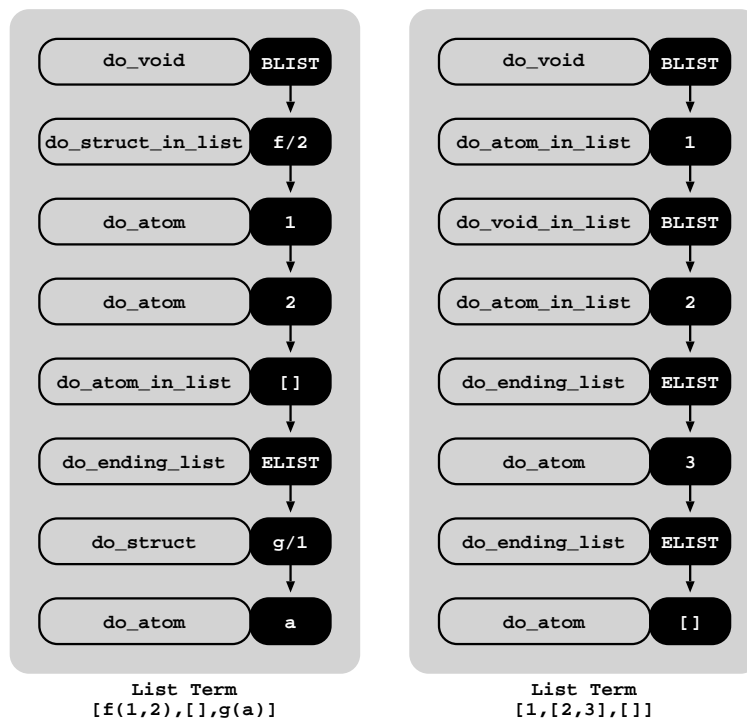 do_void BLIST
do_struct_in_list f/2
do_atom 1
do_atom 2
do_atom_in_list []
do_ending_list ELIST
do_struct g/1
do_atom a
List Term
[f(1,2),[],g(a)]
do_void BLIST
do_atom_in_list 1
do_void_in_list BLIST
do_atom_in_list 2
do_ending_list ELIST
do_atom 3
do_ending_list ELIST
do_atom []
List Term
[1,[2,3],[]]